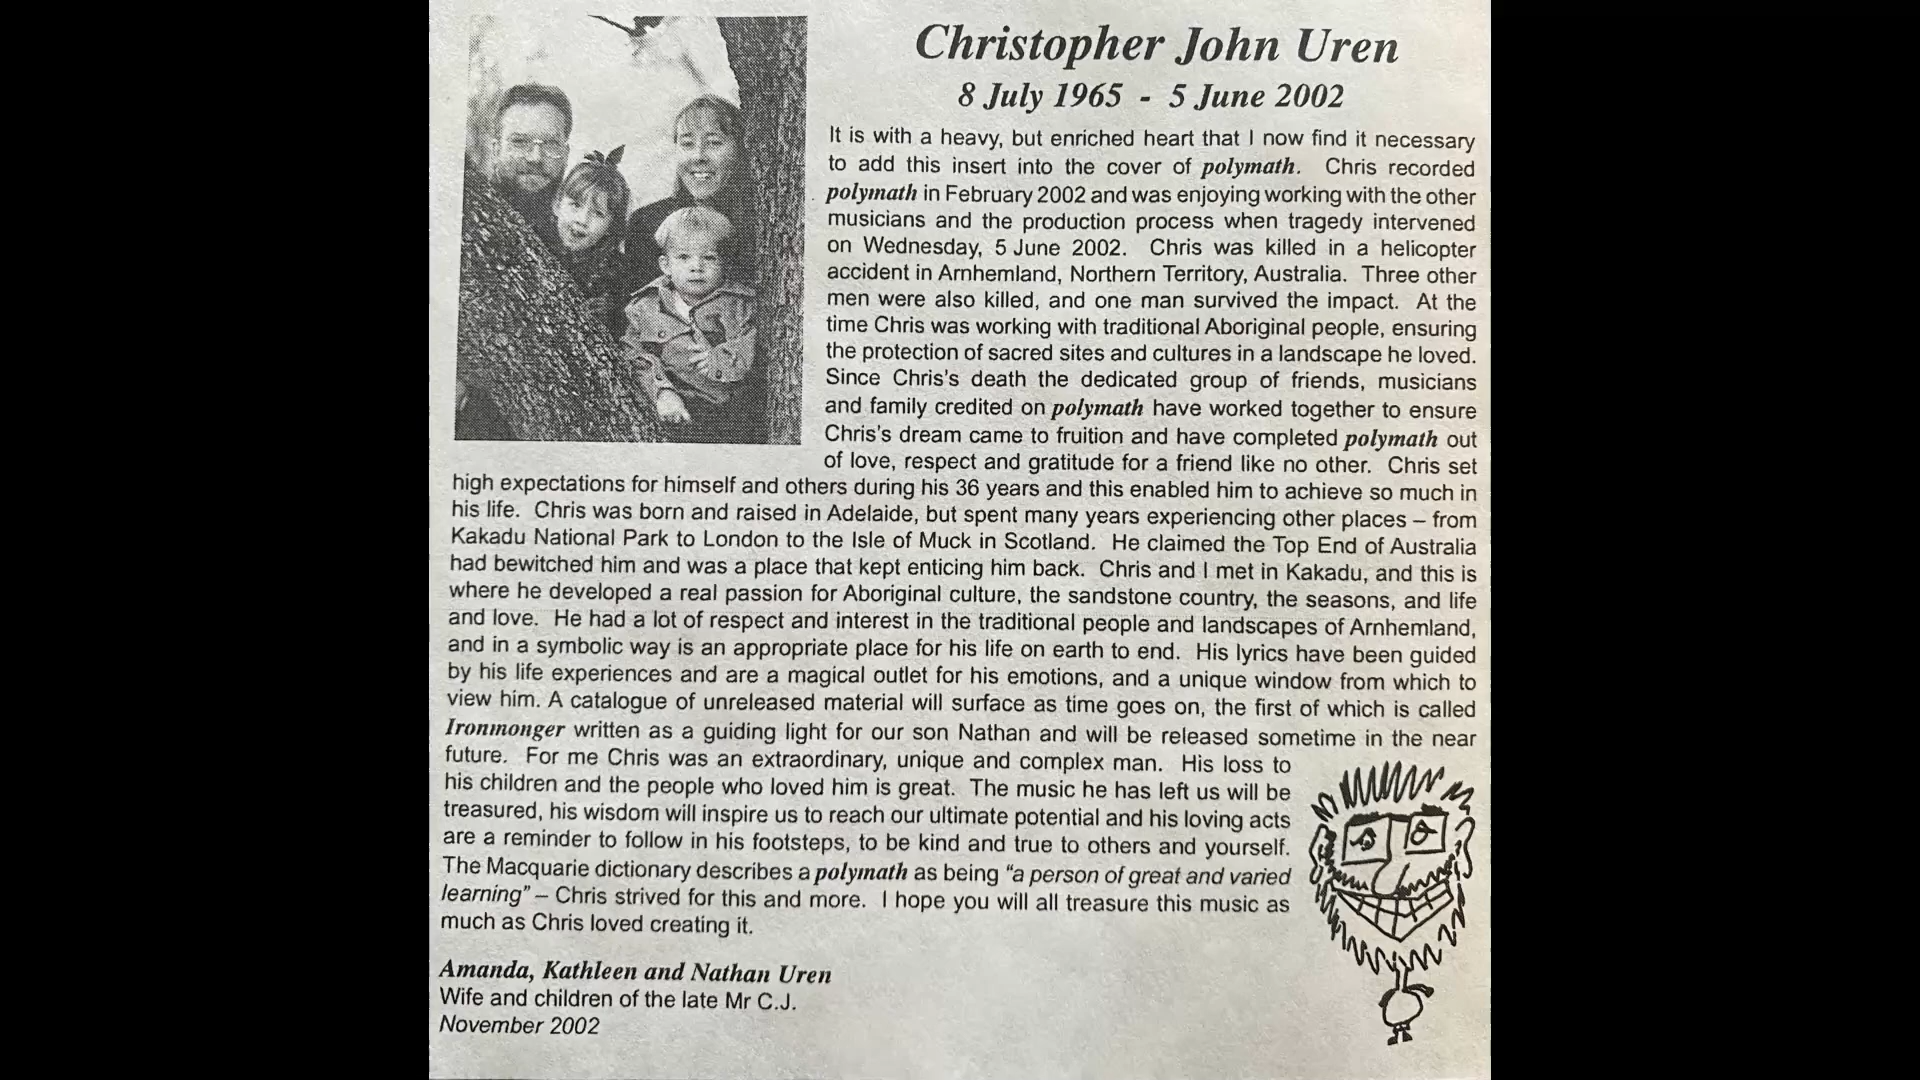 Christopher John Uren
8 July 1965 - 5 June 2002
It is with a heavy, but enriched heart that I now find it necessary
to add this insert into the cover of polymath. Chris recorded
polymath in February 2002 and was enjoying working with the other
musicians and the production process when tragedy intervened
on Wednesday, 5 June 2002. Chris was killed in a helicopter
accident in Arnhemland, Northern Territory, Australia. Three other
men were also killed, and one man survived the impact. At the
time Chris was working with traditional Aboriginal people, ensuring
the protection of sacred sites and cultures in a landscape he loved.
Since Chris's death the dedicated group of friends, musicians
and family credited on polymath have worked together to ensure
Chris's dream came to fruition and have completed polymath out
of love, respect and gratitude for a friend like no other. Chris set
high expectations for himself and others during his 36 years and this enabled him to achieve so much in
his life. Chris was born and raised in Adelaide, but spent many years experiencing other places – from
Kakadu National Park to London to the Isle of Muck in Scotland. He claimed the Top End of Australia
had bewitched him and was a place that kept enticing him back. Chris and I met in Kakadu, and this is
where he developed a real passion for Aboriginal culture, the sandstone country, the seasons, and life
and love. He had a lot of respect and interest in the traditional people and landscapes of Arnhemland,
and in a symbolic way is an appropriate place for his life on earth to end. His lyrics have been guided
by his life experiences and are a magical outlet for his emotions, and a unique window from which to
view him. A catalogue of unreleased material will surface as time goes on, the first of which is called
Ironmonger written as a guiding light for our son Nathan and will be released sometime in the near
future. For me Chris was an extraordinary, unique and complex man. His loss to
his children and the people who loved him is great. The music he has left us will be
treasured, his wisdom will inspire us to reach our ultimate potential and his loving acts
are a reminder to follow in his footsteps, to be kind and true to others and yourself.
The Macquarie dictionary describes a polymath as being "a person of great and varied
learning" – Chris strived for this and more. I hope you will all treasure this music as
much as Chris loved creating it.
Amanda, Kathleen and Nathan Uren
Wife and children of the late Mr C.J.
November 2002